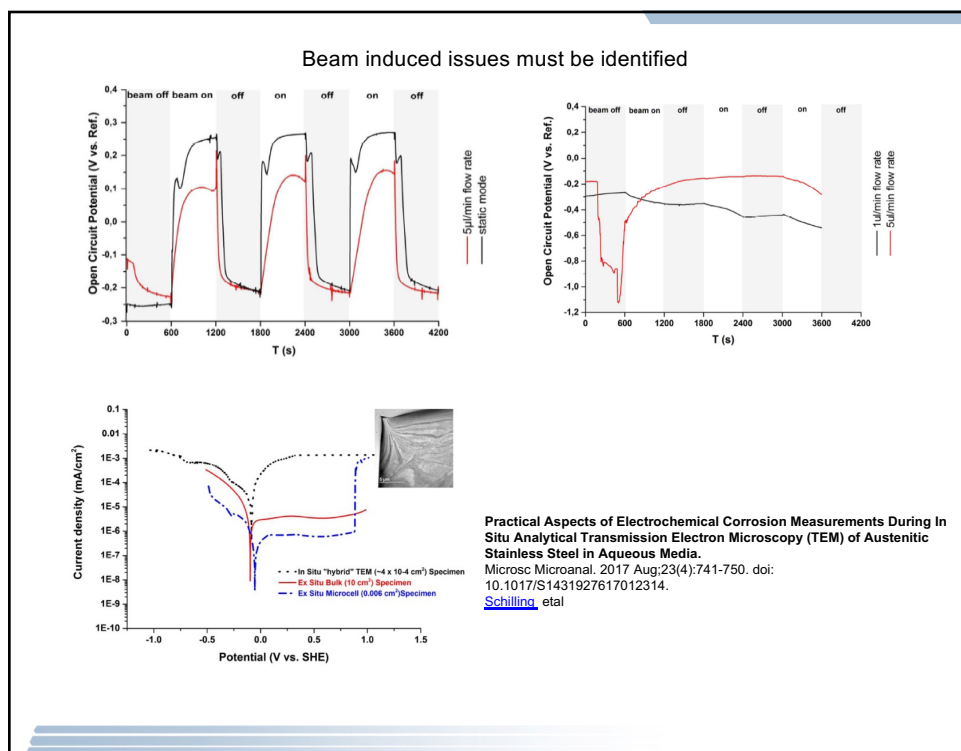 Beam induced issues must be identified
beam off beam on off on off on off
0,4
0,3
0,2
0,1
0,0
-0,1
-0,2
-0,3
Open Circuit Potential (V vs. Ref.)
0 600 1200 1800 2400 3000 3600 4200
T (s)
5µl/min flow rate
static mode
beam off beam on off on off on off
0,4
0,2
0,0
-0,2
-0,4
-0,6
-0,8
-1,0
-1,2
Open Circuit Potential (V vs. Ref.)
0 600 1200 1800 2400 3000 3600 4200
T (s)
1ul/min flow rate
5ul/min flow rate
0.1
0.01
1E-3
1E-4
1E-5
1E-6
1E-7
1E-8
1E-9
1E-10
Current density (mA/cm²)
In Situ "hybrid" TEM (~4 x 10-4 cm²) Specimen
Ex Situ Bulk (10 cm²) Specimen
Ex Situ Microcell (0.006 cm²)Specimen
-1.0 -0.5 0.0 0.5 1.0 1.5
Potential (V vs. SHE)
Practical Aspects of Electrochemical Corrosion Measurements During In
Situ Analytical Transmission Electron Microscopy (TEM) of Austenitic
Stainless Steel in Aqueous Media.
Microsc Microanal. 2017 Aug;23(4):741-750. doi:
10.1017/S1431927617012314.
Schilling etal